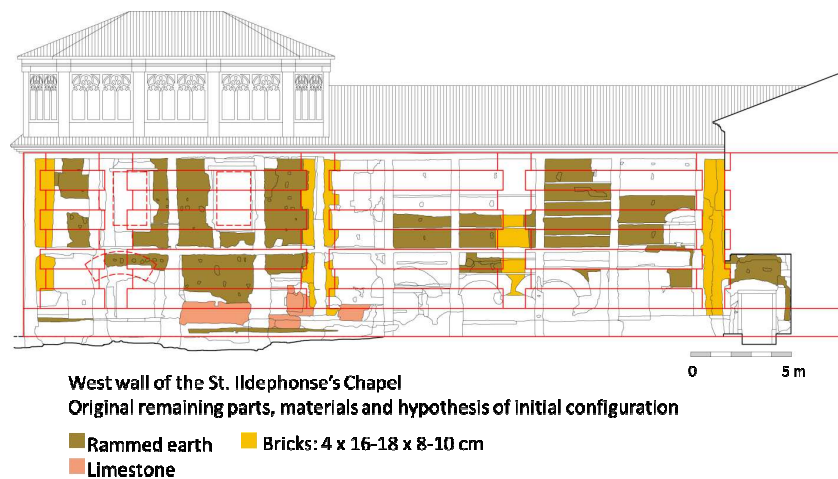 0 5 m
West wall of the St. Ildephonse's Chapel
Original remaining parts, materials and hypothesis of initial configuration
Rammed earth Bricks: 4 x 16-18 x 8-10 cm
Limestone